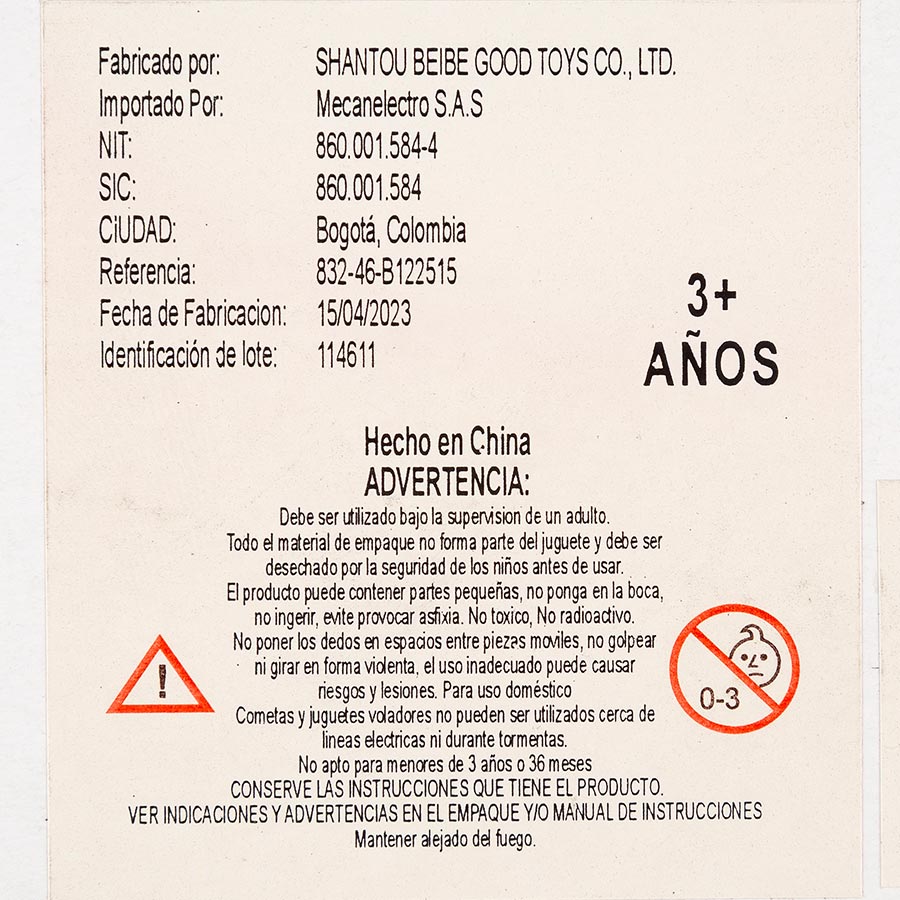 Fabricado por: SHANTOU BEIBE GOOD TOYS CO., LTD.
Importado Por: Mecanelectro S.A.S
NIT: 860.001.584-4
SIC: 860.001.584
CiUDAD: Bogotá, Colombia
Referencia: 832-46-B122515
Fecha de Fabricacion: 15/04/2023
Identificación de lote: 114611
3+
AÑOS
Hecho en China
ADVERTENCIA:
Debe ser utilizado bajo la supervision de un adulto.
Todo el material de empaque no forma parte del juguete y debe ser
desechado por la seguridad de los niños antes de usar.
El producto puede contener partes pequeñas, no ponga en la boca,
no ingerir, evite provocar asfixia. No toxico, No radioactivo.
No poner los dedos en espacios entre piezas moviles, no golpear
ni girar en forma violenta, el uso inadecuado puede causar
riesgos y lesiones. Para uso doméstico
Cometas y juguetes voladores no pueden ser utilizados cerca de
lineas electricas ni durante tormentas.
No apto para menores de 3 años o 36 meses
CONSERVE LAS INSTRUCCIONES QUE TIENE EL PRODUCTO.
VER INDICACIONES Y ADVERTENCIAS EN EL EMPAQUE Y/O MANUAL DE INSTRUCCIONES
Mantener alejado del fuego.
!
0-3